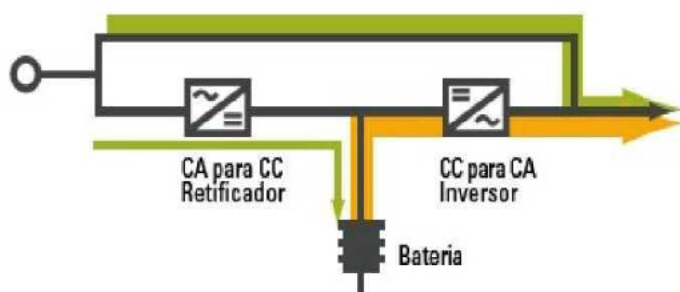 CA para CC
Retificador
CC para CA
Inversor
Bateria